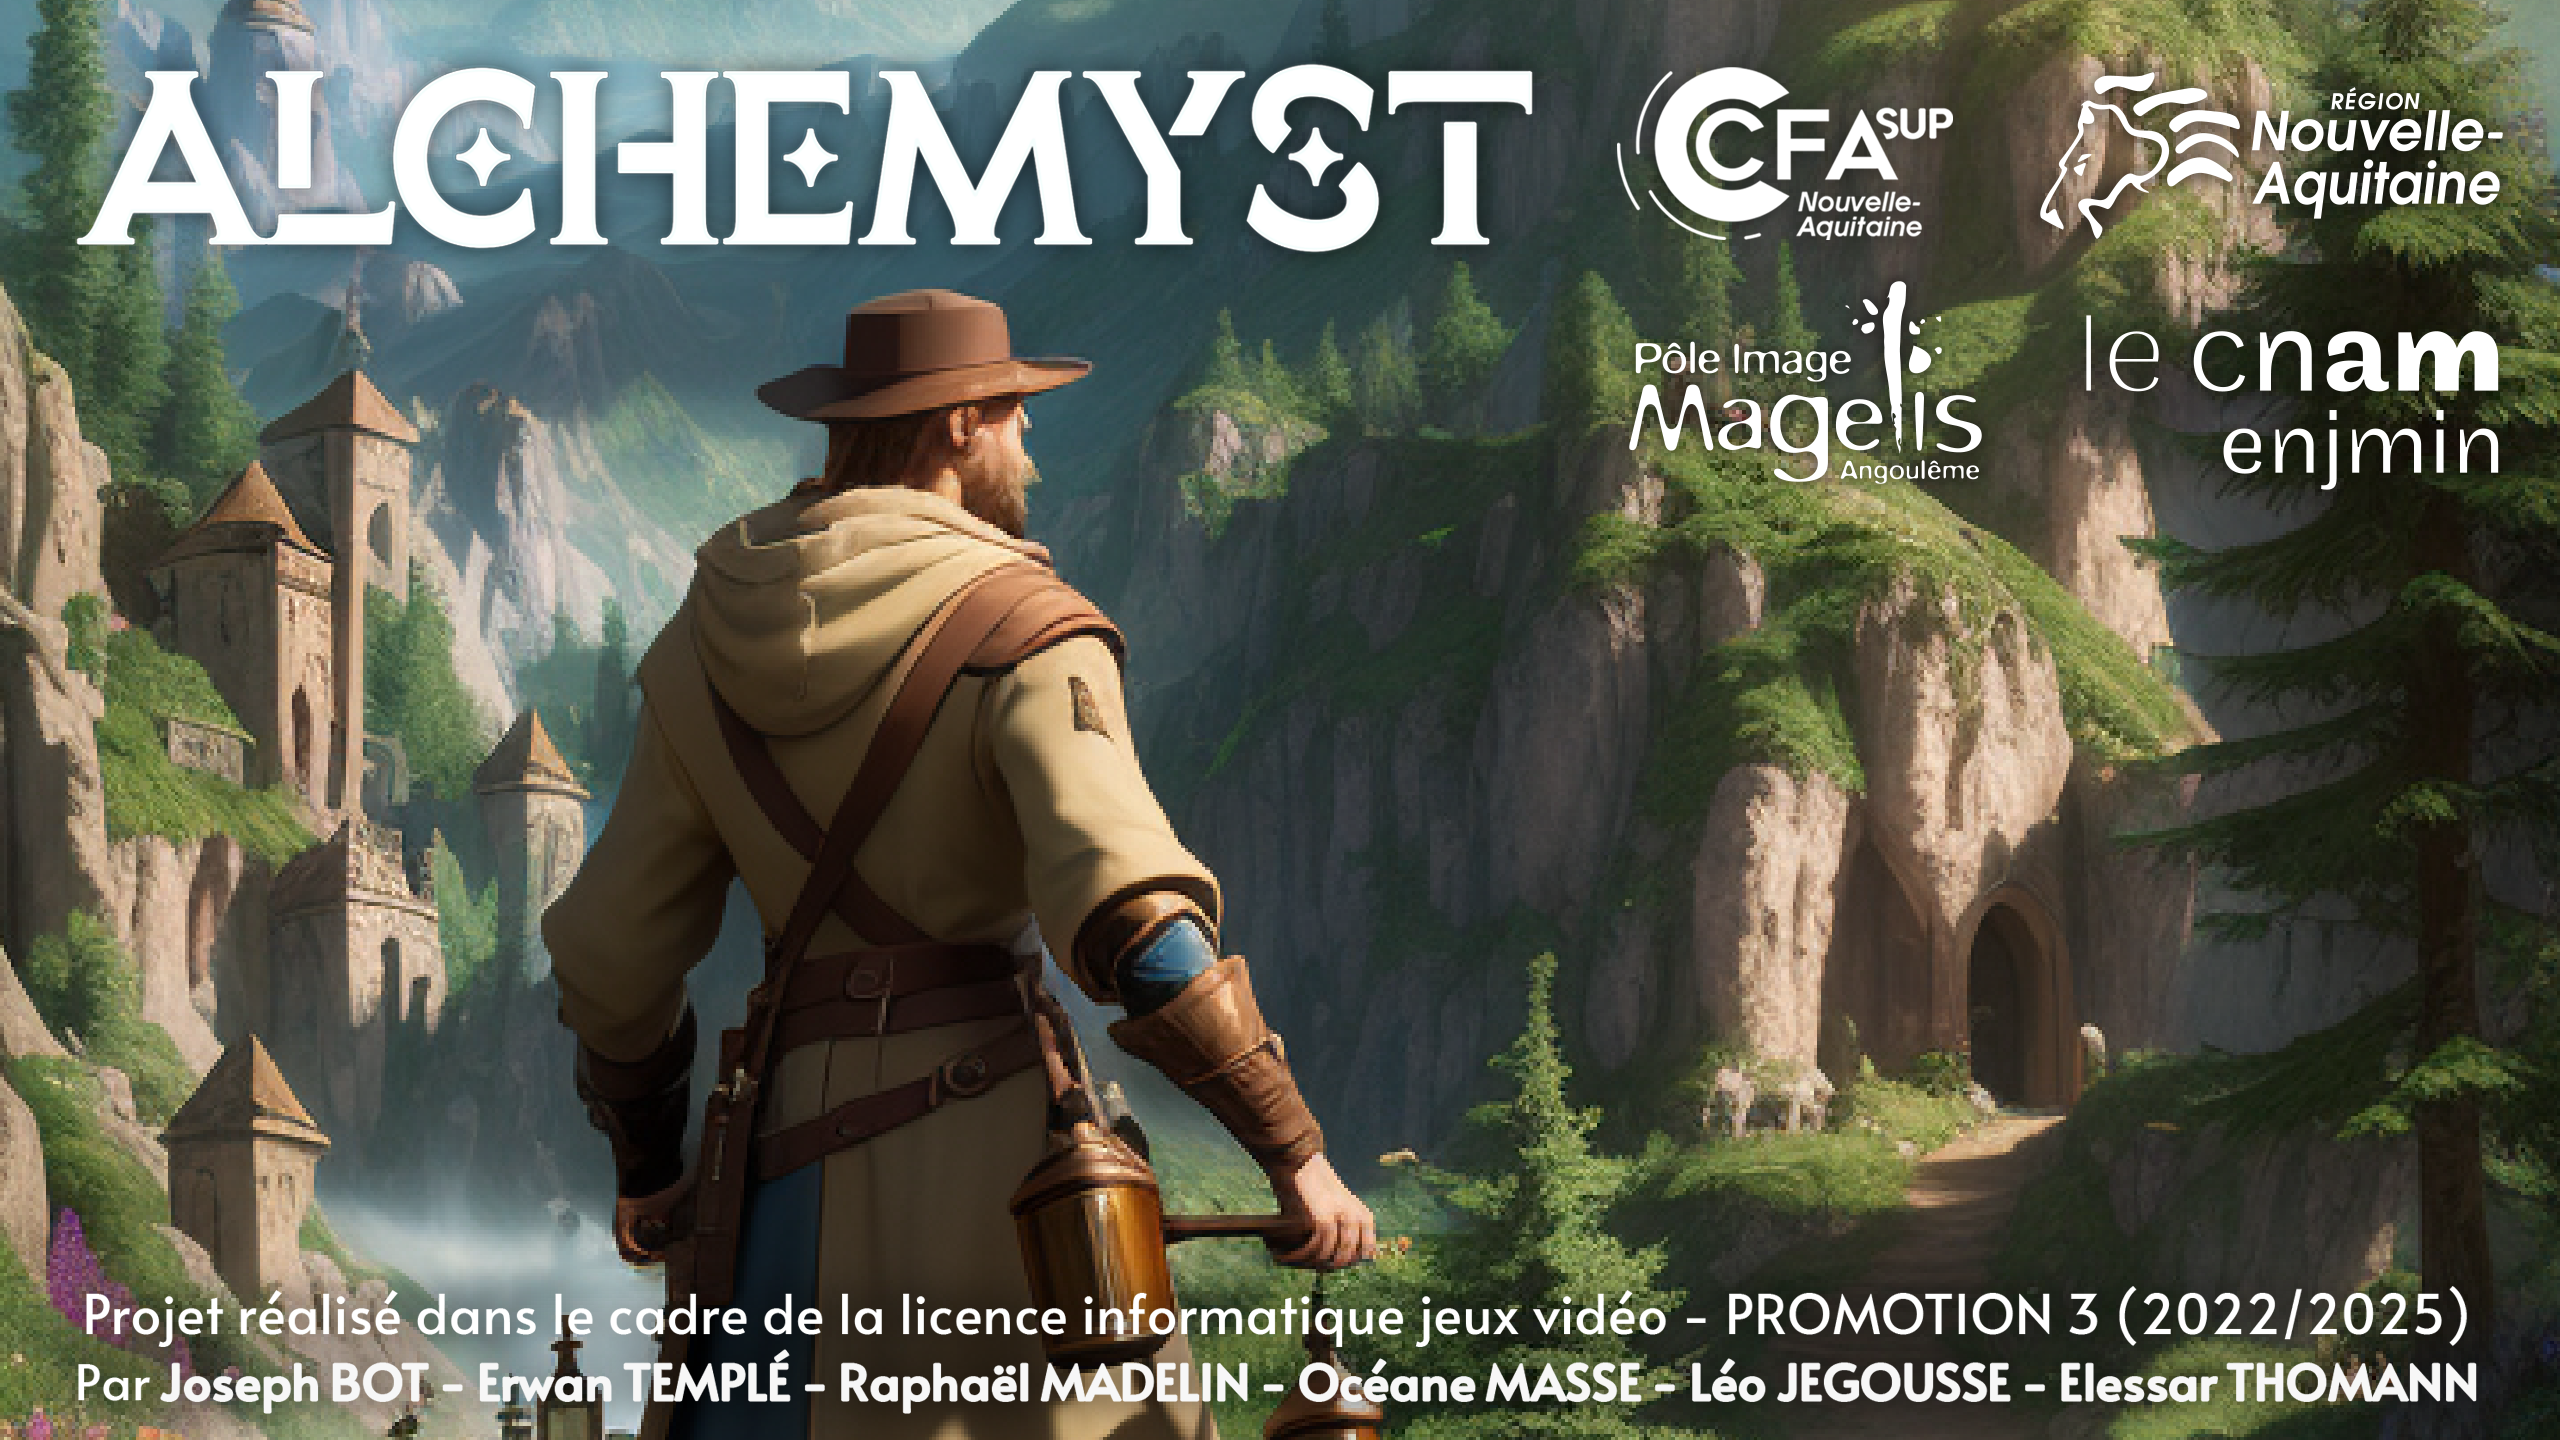 ALCHEMYST
CCFA SUP
Nouvelle-
Aquitaine
RÉGION
Nouvelle-
Aquitaine
Pôle Image
Magelis
Angoulême
le cnam
enjmin
Projet réalisé dans le cadre de la licence informatique jeux vidéo - PROMOTION 3 (2022/2025)
Par Joseph BOT - Erwan TEMPLÉ - Raphaël MADELIN - Océane MASSE - Léo JEGOUSSE - Elessar THOMANN